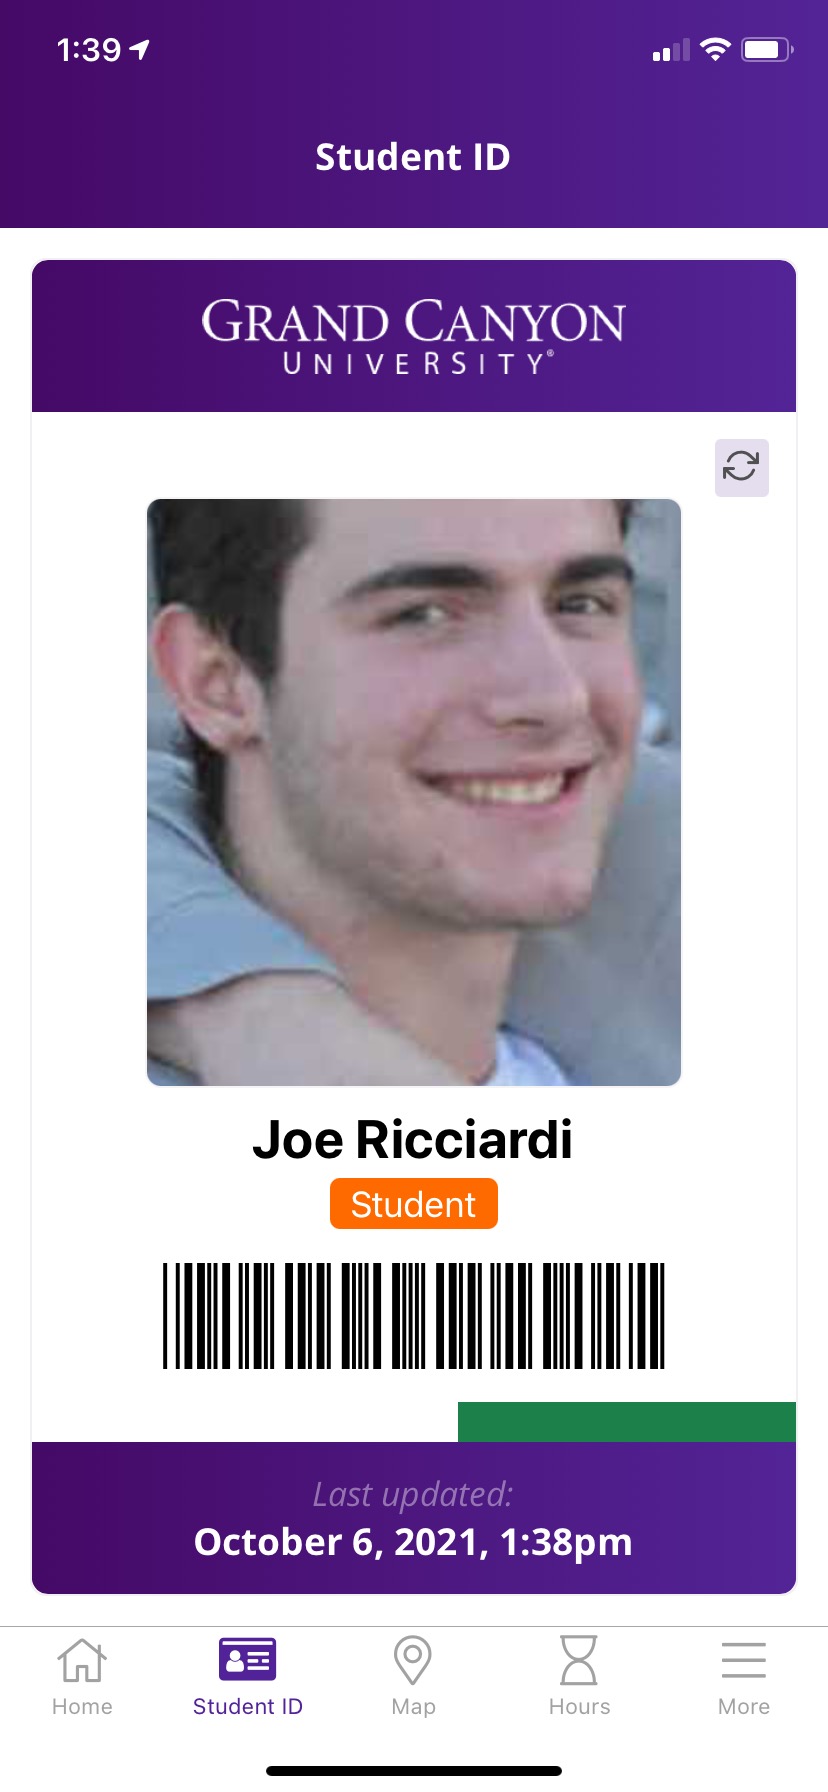 1:39
Student ID
GRAND CANYON
UNIVERSITY®
Joe Ricciardi
Student
Last updated:
October 6, 2021, 1:38pm
Home
Student ID
Map
Hours
More